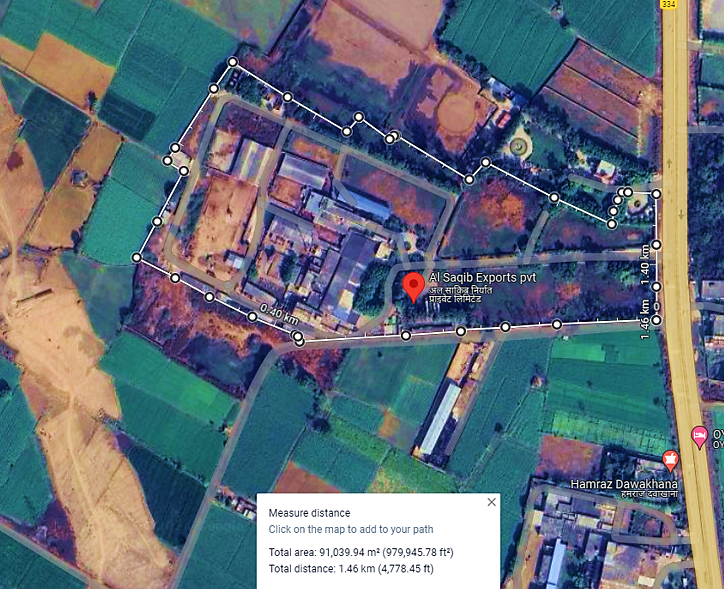 334
Al Saqib Exports pvt
अल साकिब निर्यात
प्राइवेट लिमिटेड
1.40 km
1.46 km
0.40 km
OY
OY
Hamraz Dawakhana
हमराज दवाखाना
Measure distance
Click on the map to add to your path
Total area: 91,039.94 m² (979,945.78 ft²)
Total distance: 1.46 km (4,778.45 ft)